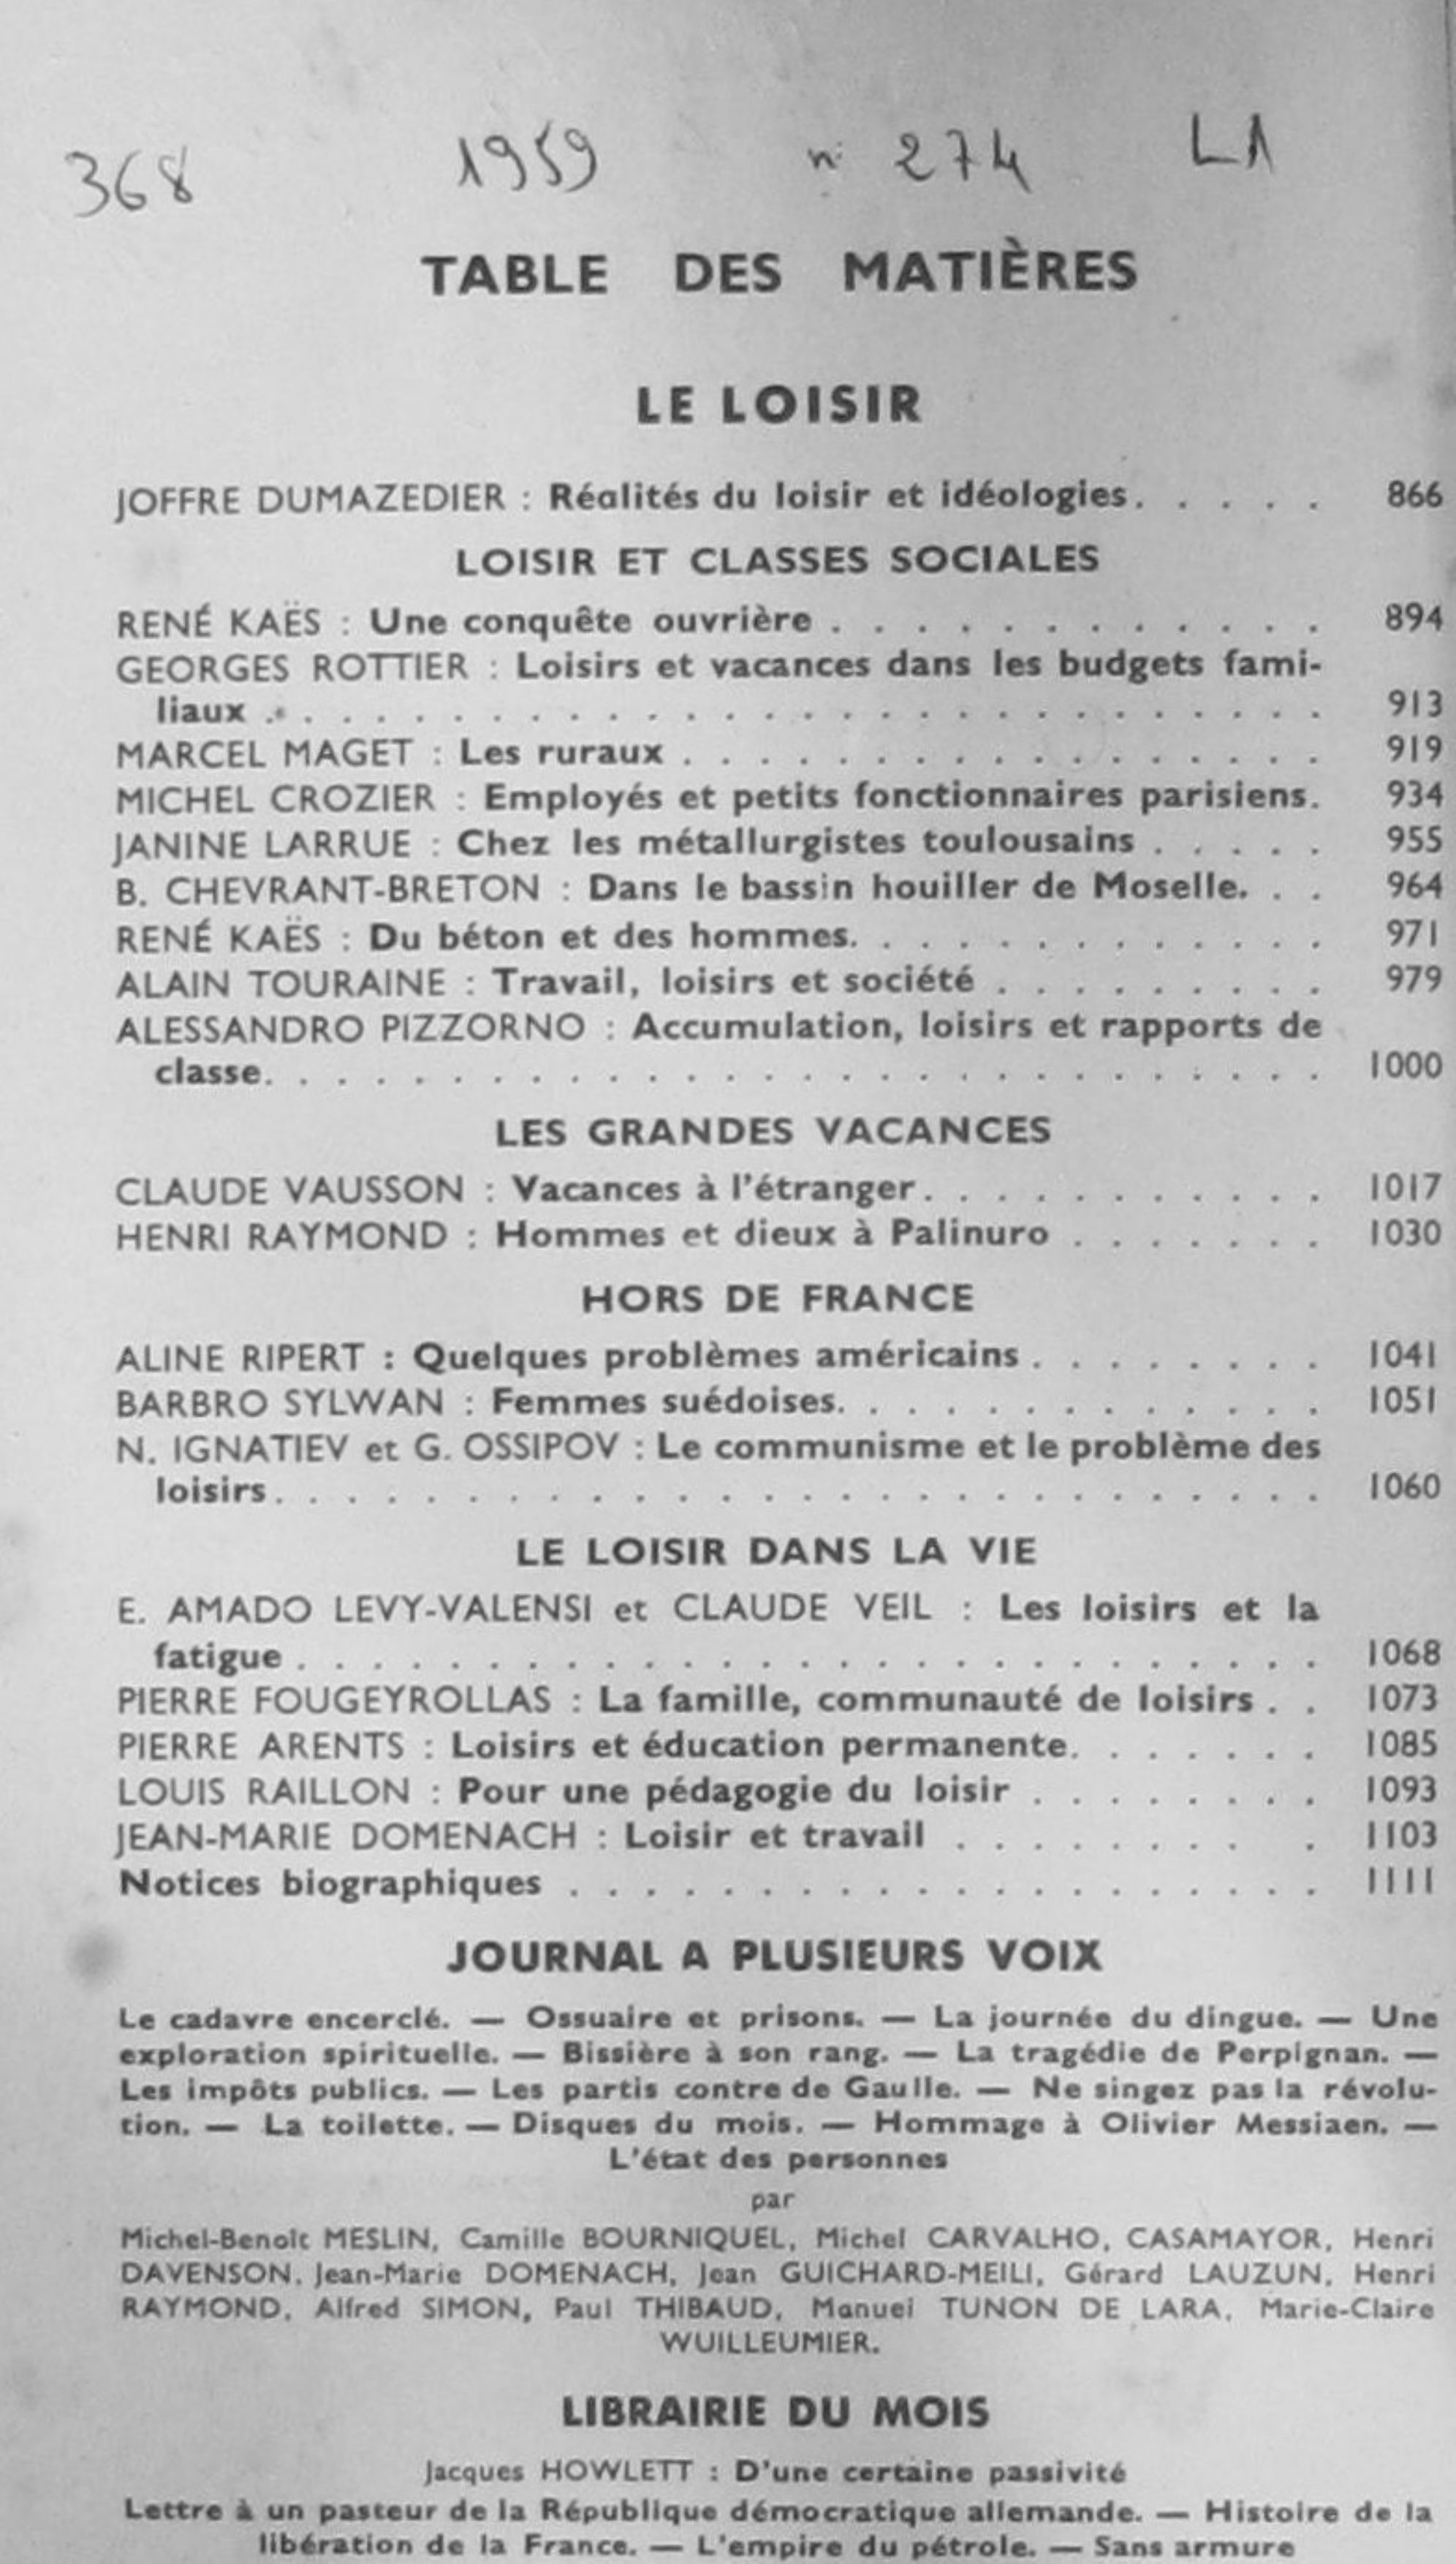 368 1959 n° 274 LA
TABLE DES MATIÈRES
LE LOISIR
JOFFRE DUMAZEDIER : Réalités du loisir et idéologies. . . . . 866
LOISIR ET CLASSES SOCIALES
RENÉ KAËS : Une conquête ouvrière . . . . . . . . . . . . . 894
GEORGES ROTTIER : Loisirs et vacances dans les budgets fami-
liaux . . . . . . . . . . . . . . . . . . . . . . . . . . . . 913
MARCEL MAGET : Les ruraux . . . . . . . . . . . . . . . . . 919
MICHEL CROZIER : Employés et petits fonctionnaires parisiens. 934
JANINE LARRUE : Chez les métallurgistes toulousains . . . . . 955
B. CHEVRANT-BRETON : Dans le bassin houiller de Moselle. . . 964
RENÉ KAËS : Du béton et des hommes. . . . . . . . . . . . . 971
ALAIN TOURAINE : Travail, loisirs et société . . . . . . . . . 979
ALESSANDRO PIZZORNO : Accumulation, loisirs et rapports de
classe. . . . . . . . . . . . . . . . . . . . . . . . . . . . 1000
LES GRANDES VACANCES
CLAUDE VAUSSON : Vacances à l'étranger. . . . . . . . . . . 1017
HENRI RAYMOND : Hommes et dieux à Palinuro . . . . . . . 1030
HORS DE FRANCE
ALINE RIPERT : Quelques problèmes américains . . . . . . . . 1041
BARBRO SYLWAN : Femmes suédoises. . . . . . . . . . . . . 1051
N. IGNATIEV et G. OSSIPOV : Le communisme et le problème des
loisirs . . . . . . . . . . . . . . . . . . . . . . . . . . . 1060
LE LOISIR DANS LA VIE
E. AMADO LEVY-VALENSI et CLAUDE VEIL : Les loisirs et la
fatigue . . . . . . . . . . . . . . . . . . . . . . . . . . . 1068
PIERRE FOUGEYROLLAS : La famille, communauté de loisirs . . 1073
PIERRE ARENTS : Loisirs et éducation permanente. . . . . . . 1085
LOUIS RAILLON : Pour une pédagogie du loisir . . . . . . . . 1093
JEAN-MARIE DOMENACH : Loisir et travail . . . . . . . . . 1103
Notices biographiques . . . . . . . . . . . . . . . . . . . . 1111
JOURNAL A PLUSIEURS VOIX
Le cadavre encerclé. — Ossuaire et prisons. — La journée du dingue. — Une
exploration spirituelle. — Bissière à son rang. — La tragédie de Perpignan. —
Les impôts publics. — Les partis contre de Gaulle. — Ne singez pas la révolu-
tion. — La toilette. — Disques du mois. — Hommage à Olivier Messiaen. —
L'état des personnes
par
Michel-Benoît MESLIN, Camille BOURNIQUEL, Michel CARVALHO, CASAMAYOR, Henri
DAVENSON, Jean-Marie DOMENACH, Jean GUICHARD-MEILI, Gérard LAUZUN, Henri
RAYMOND, Alfred SIMON, Paul THIBAUD, Manuel TUNON DE LARA, Marie-Claire
WUILLEUMIER.
LIBRAIRIE DU MOIS
Jacques HOWLETT : D'une certaine passivité
Lettre à un pasteur de la République démocratique allemande. — Histoire de la
libération de la France. — L'empire du pétrole. — Sans armure